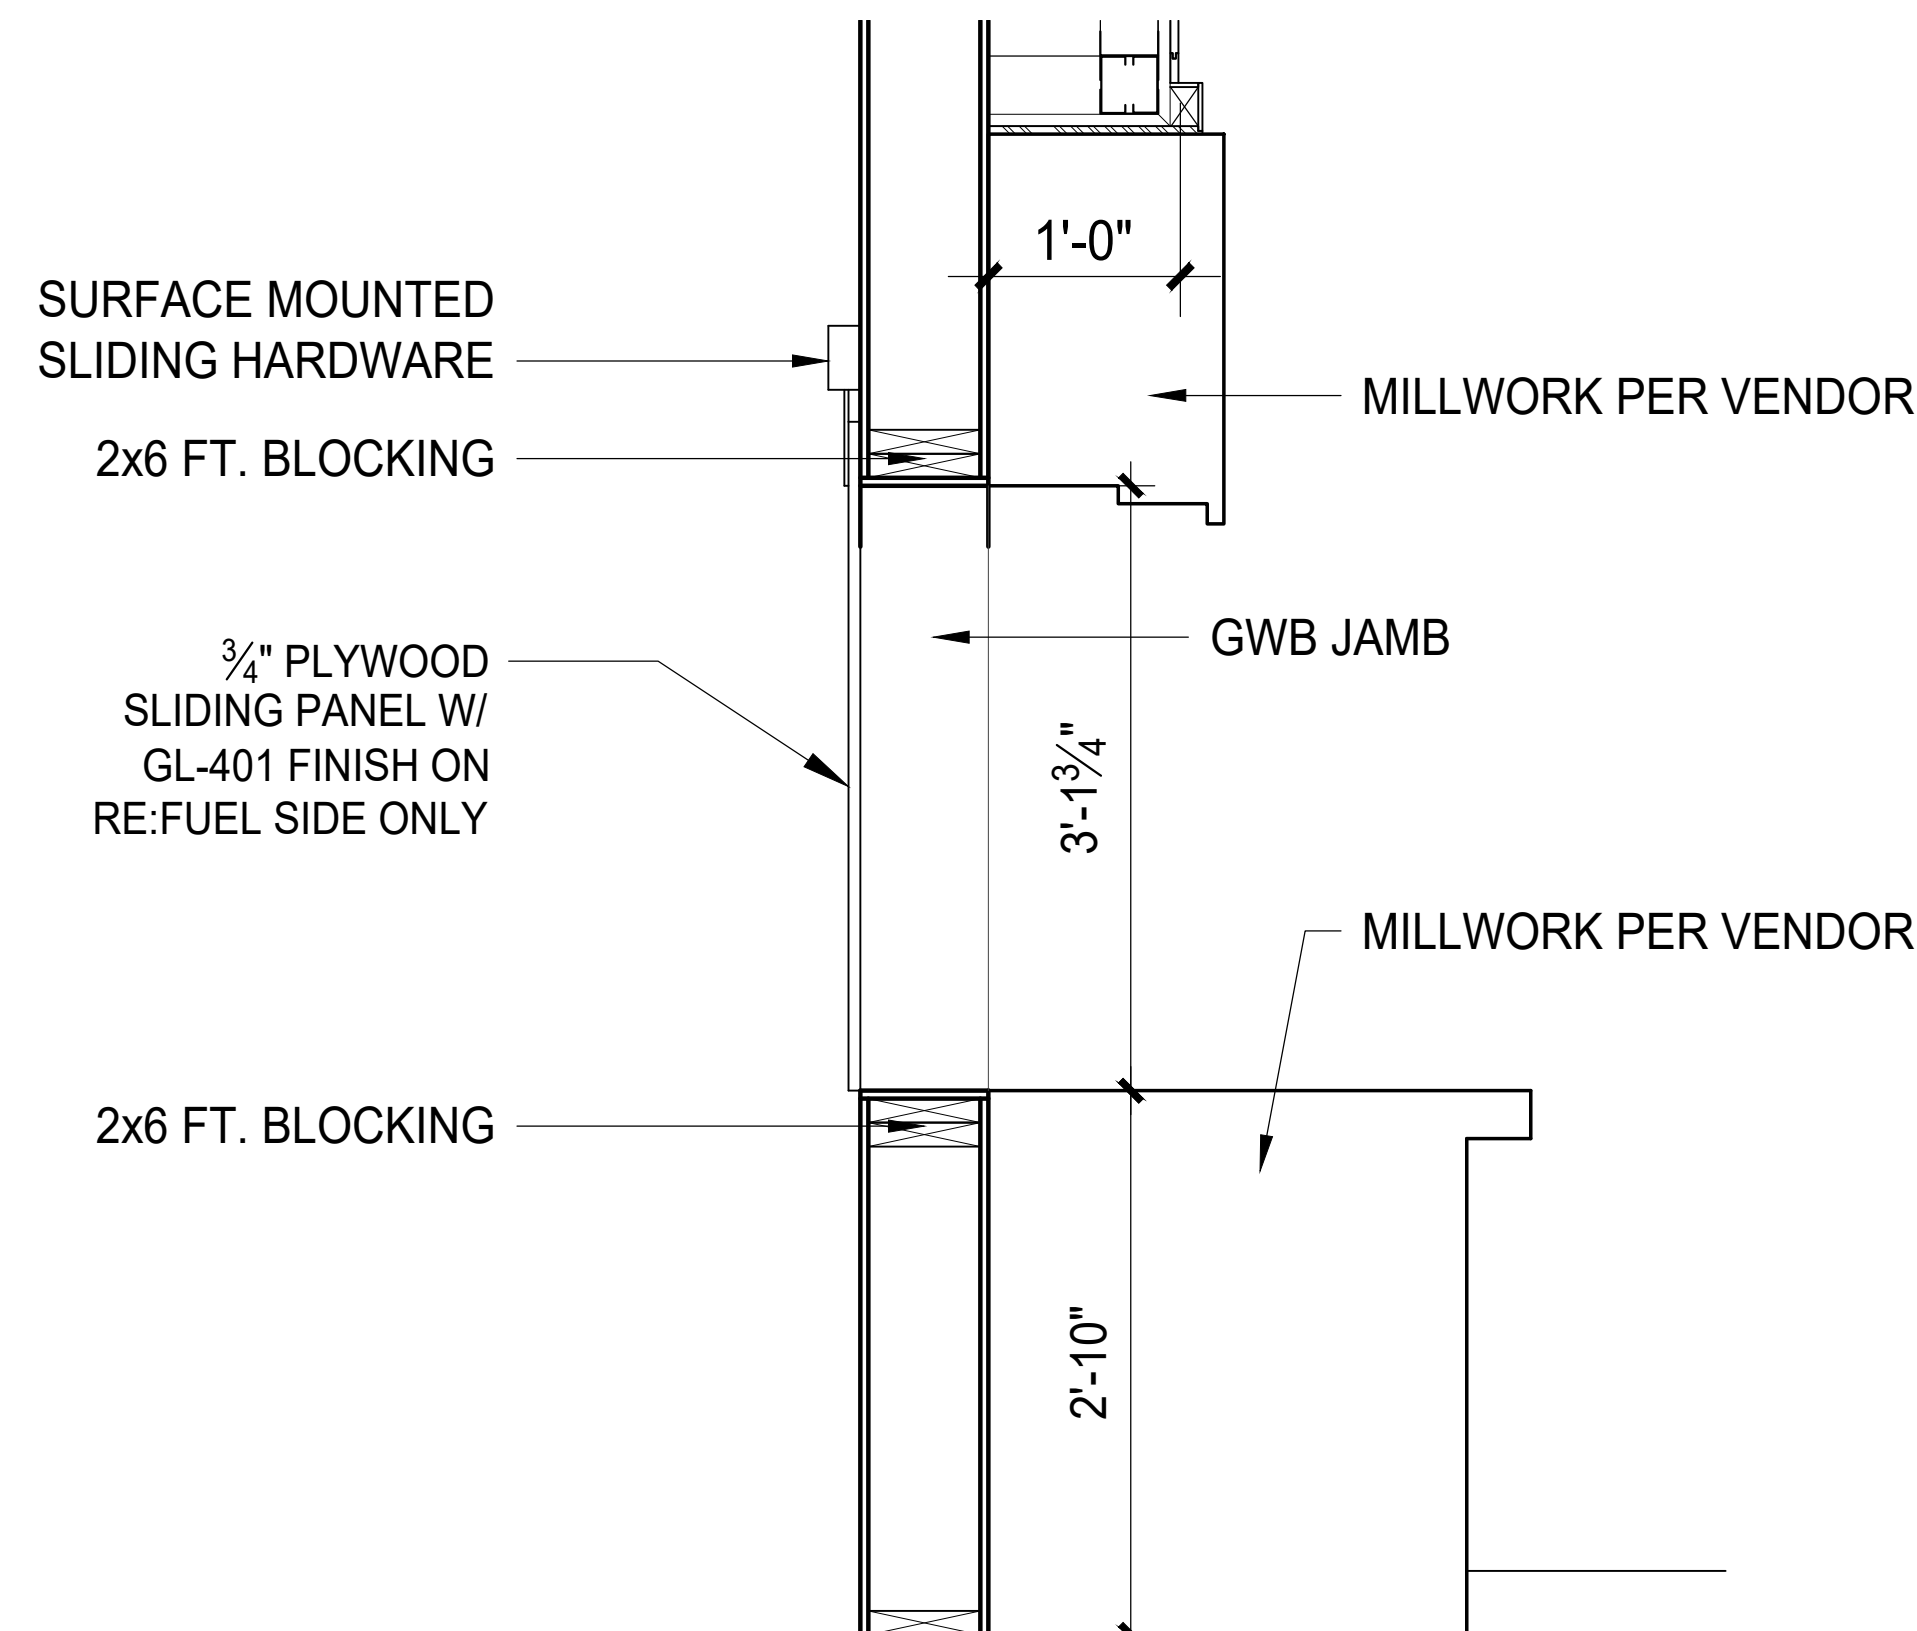 1'-0"
SURFACE MOUNTED
SLIDING HARDWARE
MILLWORK PER VENDOR
2x6 FT. BLOCKING
GWB JAMB
¾" PLYWOOD
SLIDING PANEL W/
GL-401 FINISH ON
RE:FUEL SIDE ONLY
3'-1¾"
MILLWORK PER VENDOR
2x6 FT. BLOCKING
2'-10"